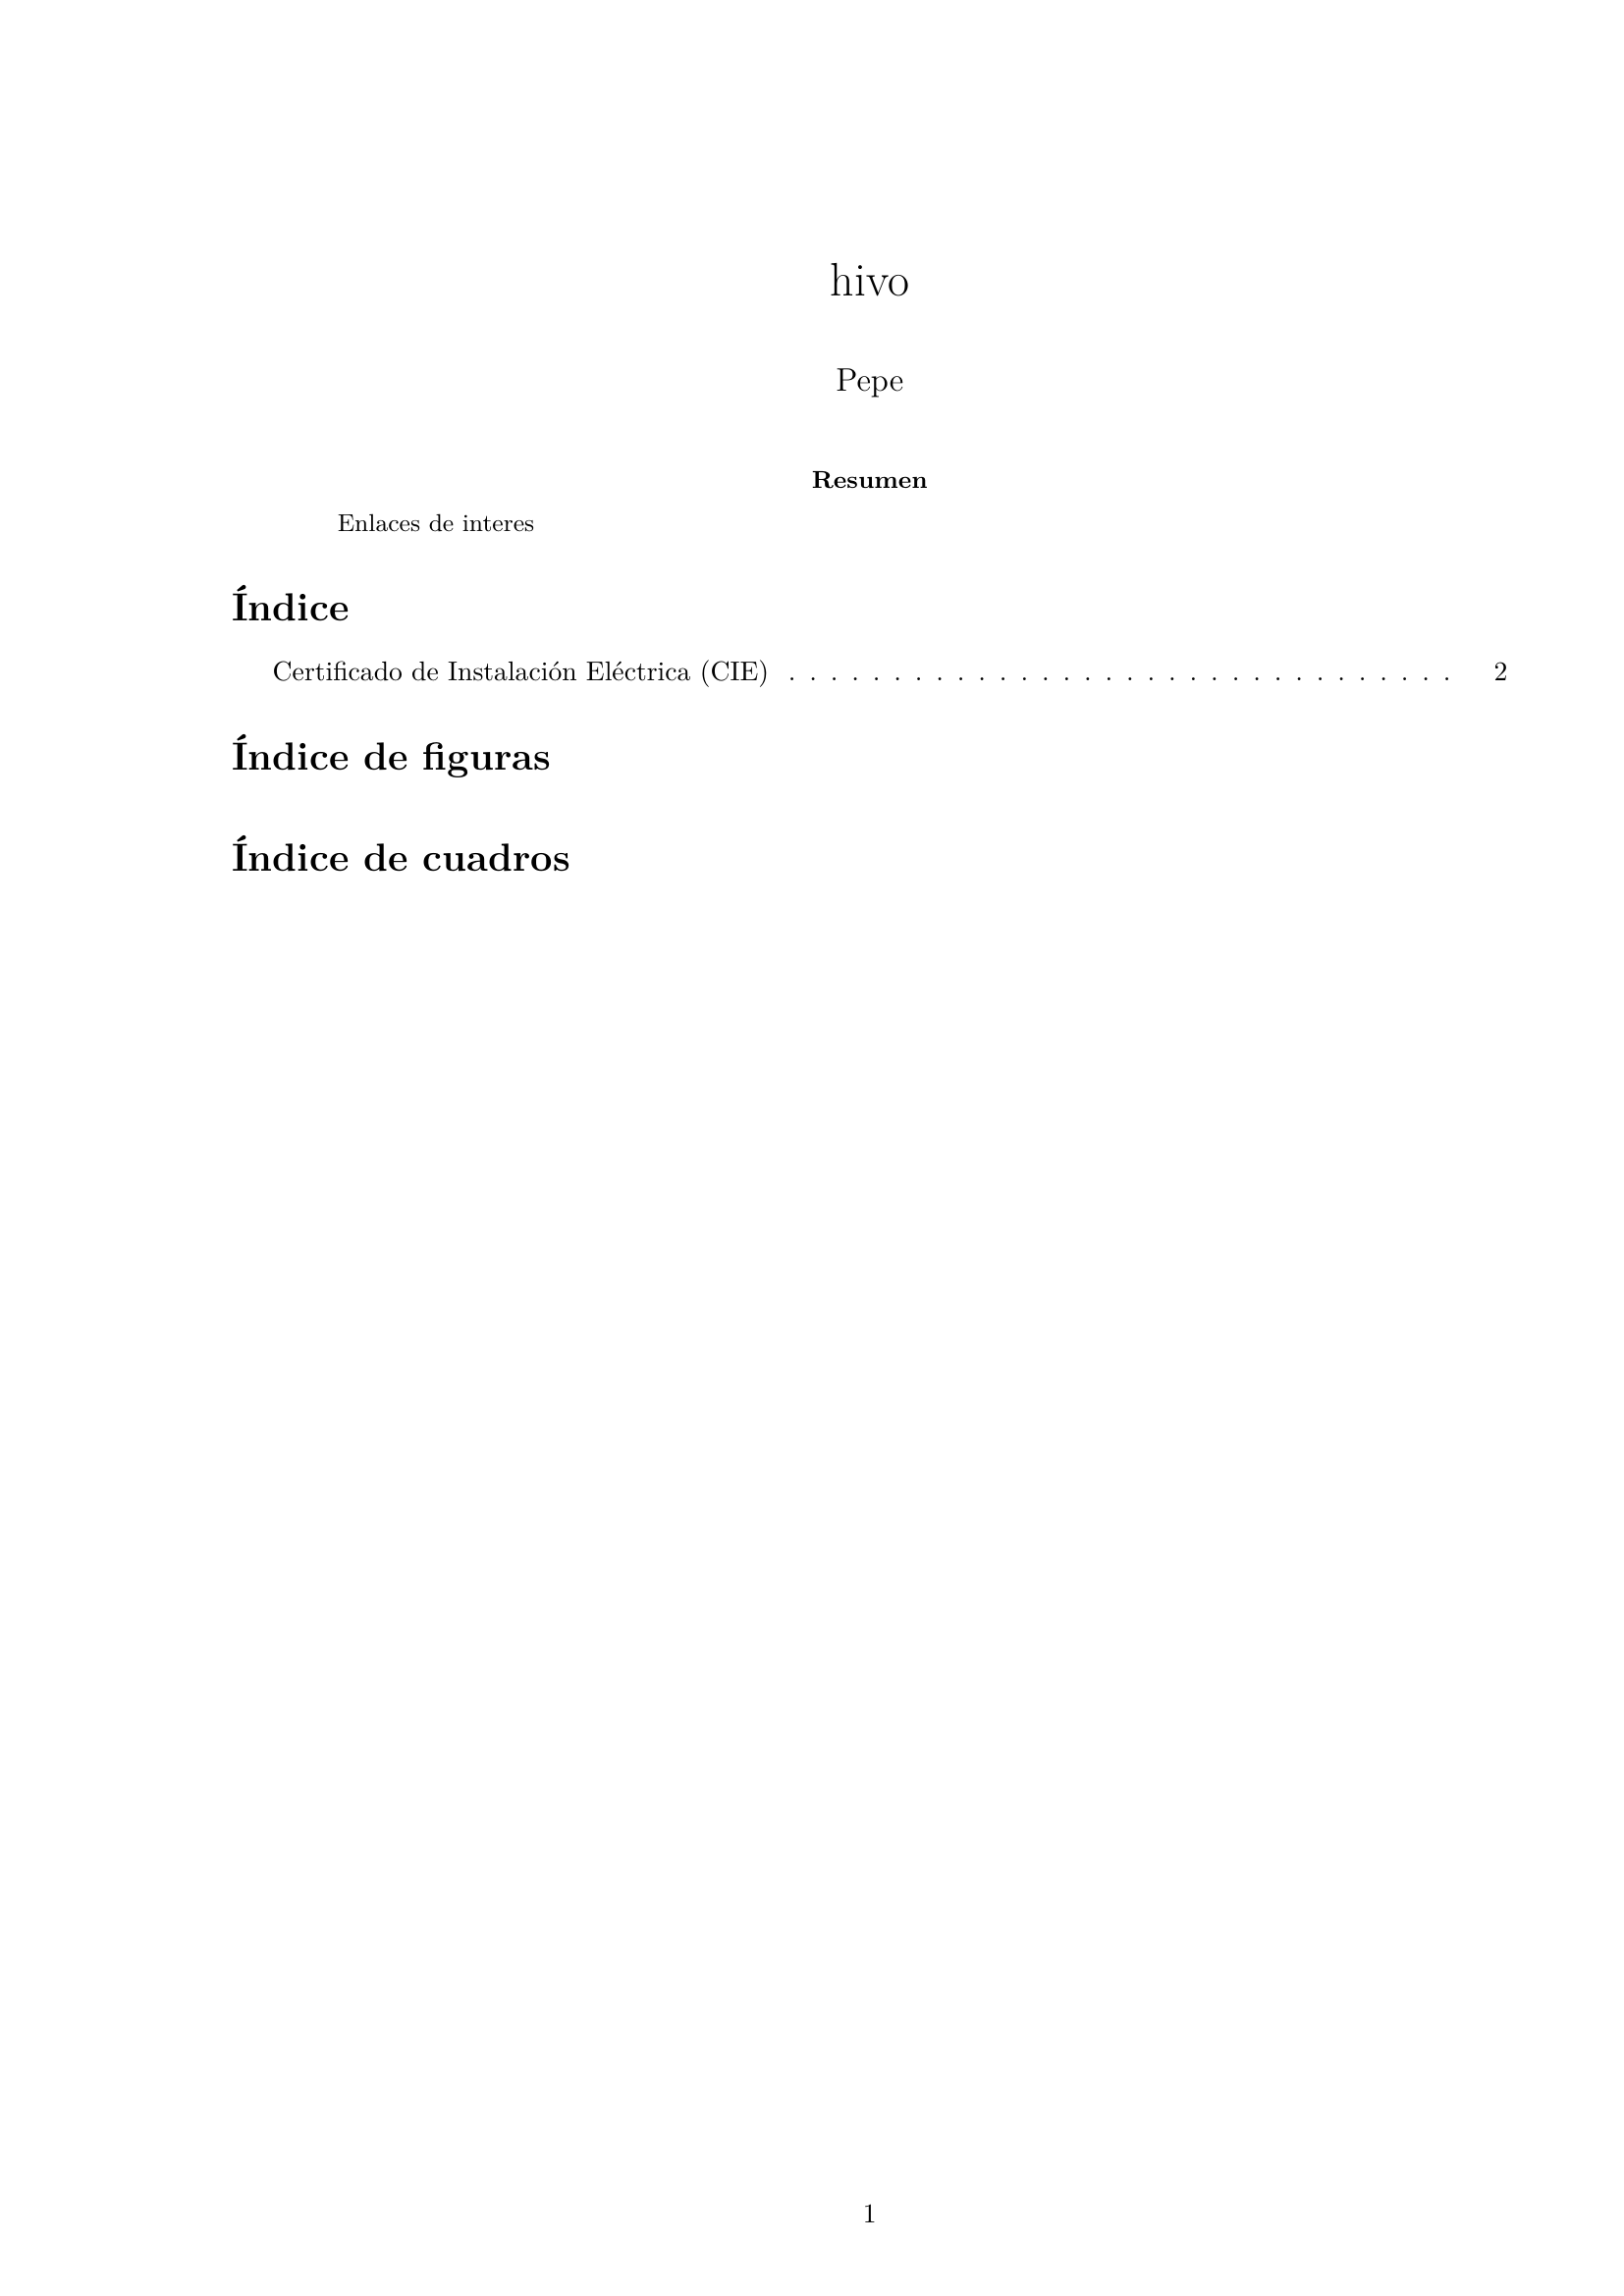 hivo
Pepe
Resumen
Enlaces de interes
Índice
Certificado de Instalación Eléctrica (CIE) . . . . . . . . . . . . . . . . . . . . . . . . . . . . . . . . 2
Índice de figuras
Índice de cuadros
1